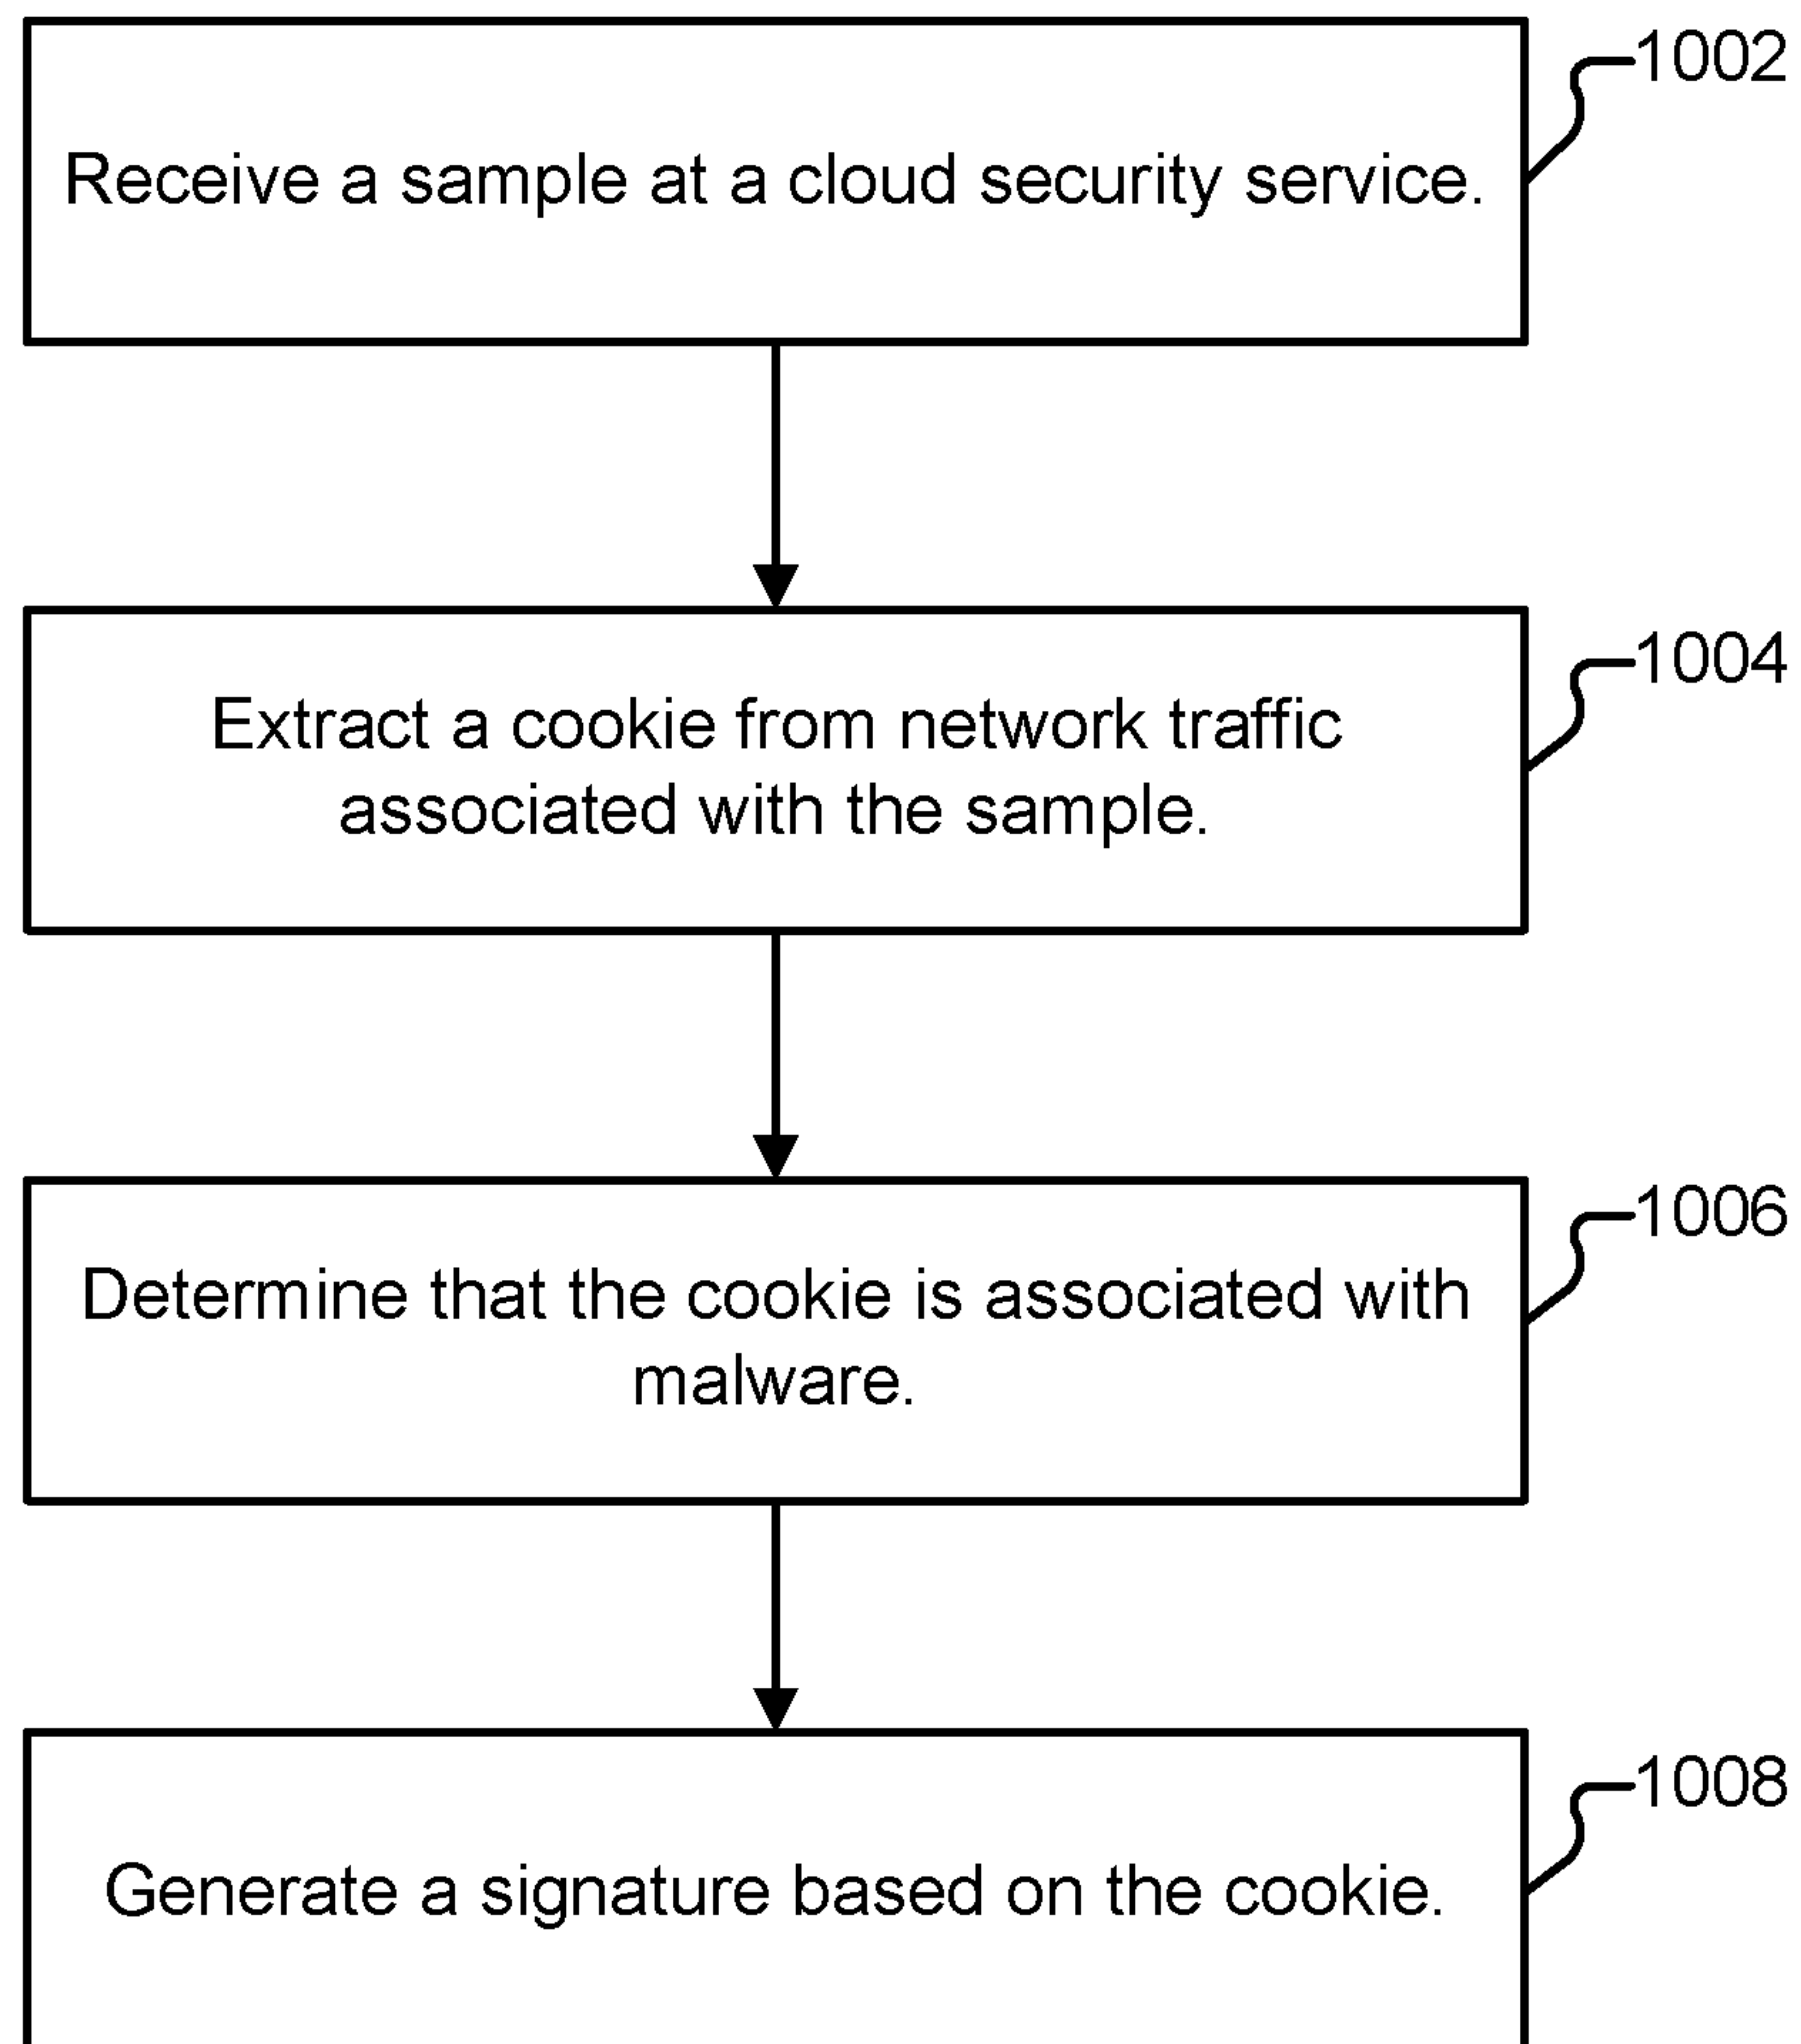 1002
Receive a sample at a cloud security service.
1004
Extract a cookie from network traffic
associated with the sample.
1006
Determine that the cookie is associated with
malware.
1008
Generate a signature based on the cookie.